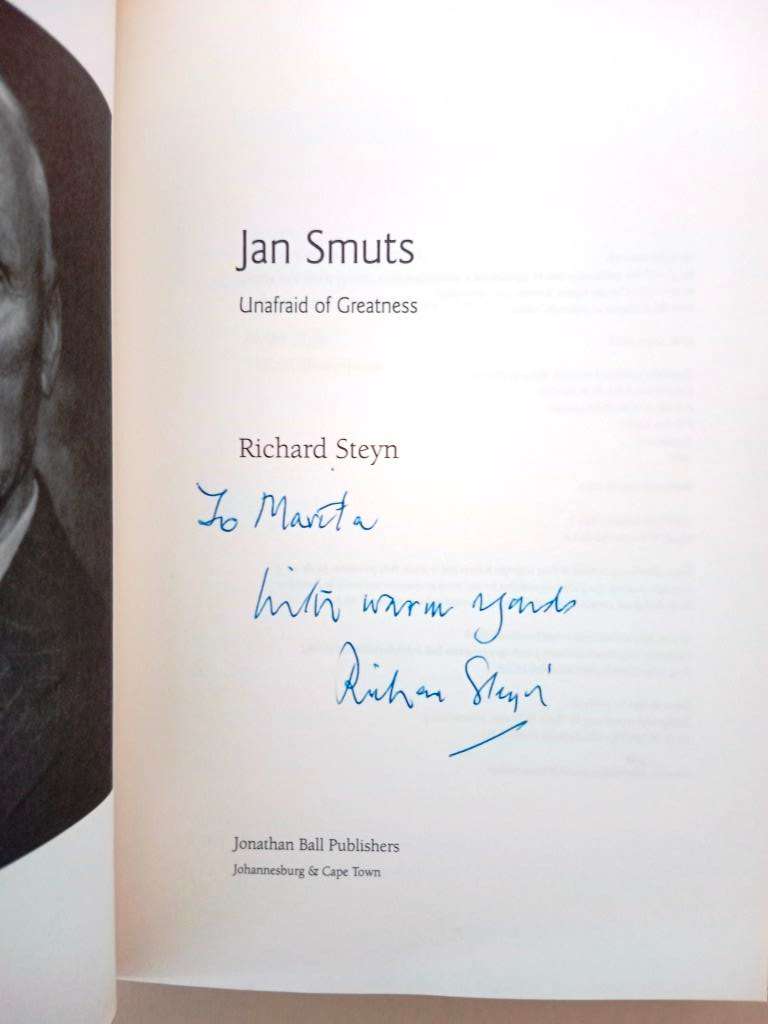 Jan Smuts
Unafraid of Greatness
Richard Steyn
To Marita
With warm regards
Richard Steyn
Jonathan Ball Publishers
Johannesburg & Cape Town